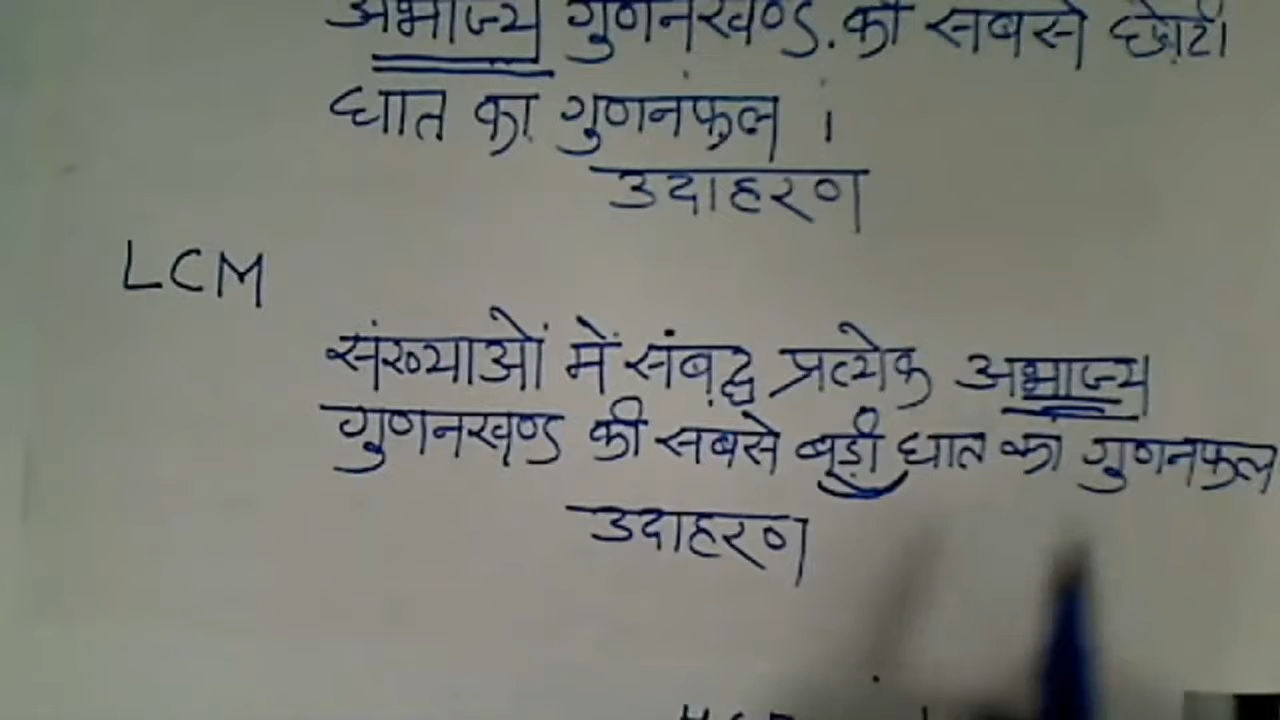 अभाज्य गुणनखण्ड की सबसे छोटी
घात का गुणनफल ।
उदाहरण
LCM
संख्याओं में संबद्ध प्रत्येक अभाज्य
गुणनखण्ड की सबसे बड़ी घात का गुणनफल
उदाहरण